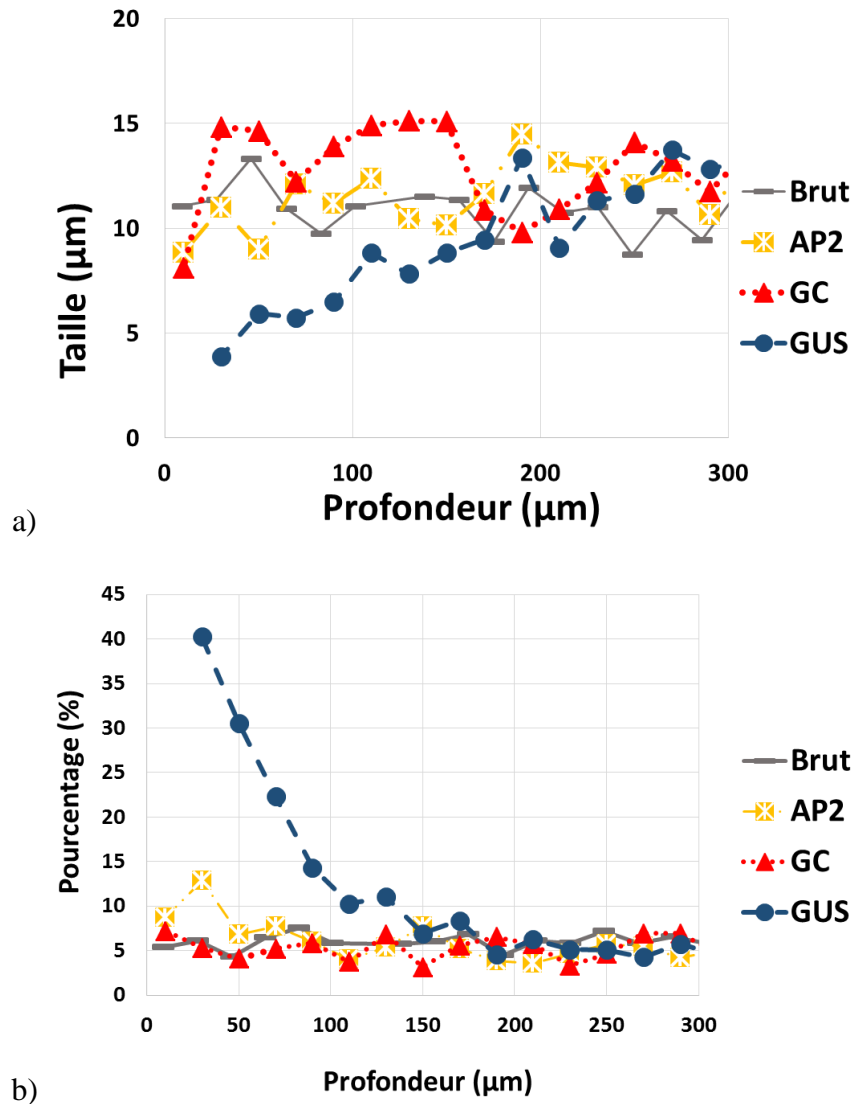 20
15
10
5
0
Taille (µm)
0 100 200 300
Profondeur (µm)
Brut
AP2
GC
GUS
a)
45
40
35
30
25
20
15
10
5
0
Pourcentage (%)
0 50 100 150 200 250 300
Profondeur (µm)
Brut
AP2
GC
GUS
b)